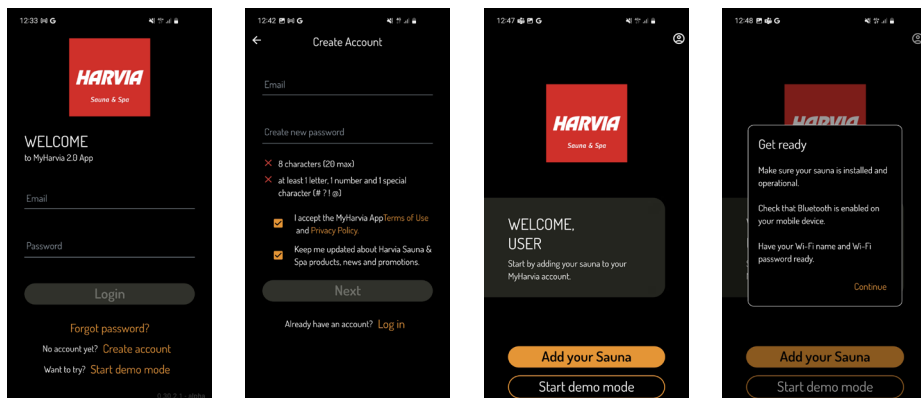 12:33
G
HARVIA
Sauna & Spa
WELCOME
to MyHarvia 2.0 App
Email
Password
Login
Forgot password?
No account yet? Create account
Want to try? Start demo mode
0.30.2.1 - alpha
12:42
G
Create Account
Email
Create new password
8 characters (20 max)
at least 1 letter, 1 number and 1 special
character (# ? ! @)
I accept the MyHarvia AppTerms of Use
and Privacy Policy.
Keep me updated about Harvia Sauna &
Spa products, news and promotions.
Next
Already have an account? Log in
12:47
G
HARVIA
Sauna & Spa
WELCOME,
USER
Start by adding your sauna to your
MyHarvia account.
Add your Sauna
Start demo mode
12:48
G
HARVIA
Get ready
Make sure your sauna is installed and
operational.
Check that Bluetooth is enabled on
your mobile device.
Have your Wi-Fi name and Wi-Fi
password ready.
Continue
Add your Sauna
Start demo mode